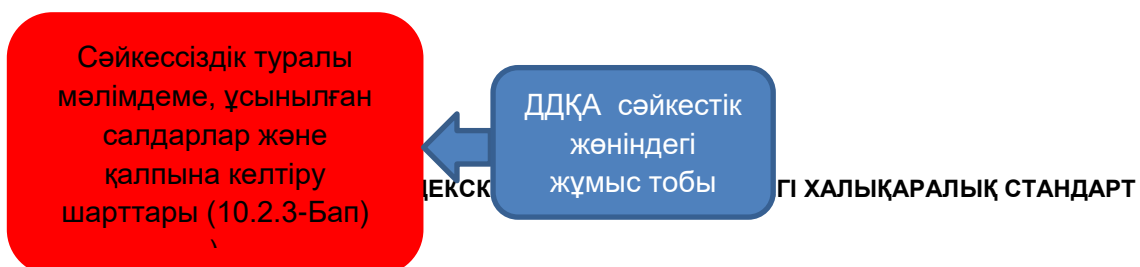 Сәйкессіздік туралы
мәлімдеме, ұсынылған
салдарлар және
қалпына келтіру
шарттары (10.2.3-Бап)
ДДҚА сәйкестік
жөніндегі
жұмыс тобы
ХАЛЫҚАРАЛЫҚ СТАНДАРТ